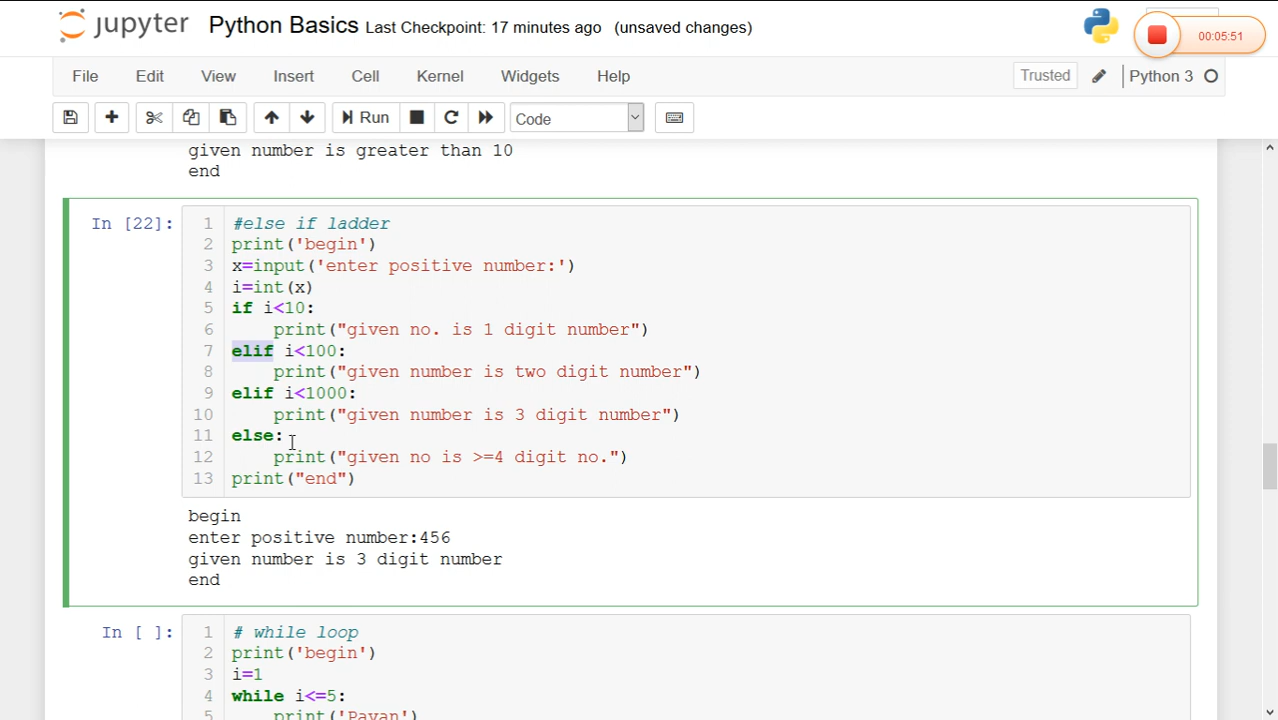 jupyter Python Basics Last Checkpoint: 17 minutes ago (unsaved changes) 00:05:51
File Edit View Insert Cell Kernel Widgets Help Trusted Python 3
Run Code
given number is greater than 10
end
In [22]:
1 #else if ladder
2 print('begin')
3 x=input('enter positive number:')
4 i=int(x)
5 if i<10:
6 print("given no. is 1 digit number")
7 elif i<100:
8 print("given number is two digit number")
9 elif i<1000:
10 print("given number is 3 digit number")
11 else:
12 print("given no is >=4 digit no.")
13 print("end")
begin
enter positive number:456
given number is 3 digit number
end
In [ ]:
1 # while loop
2 print('begin')
3 i=1
4 while i<=5:
5 print('Pavan')